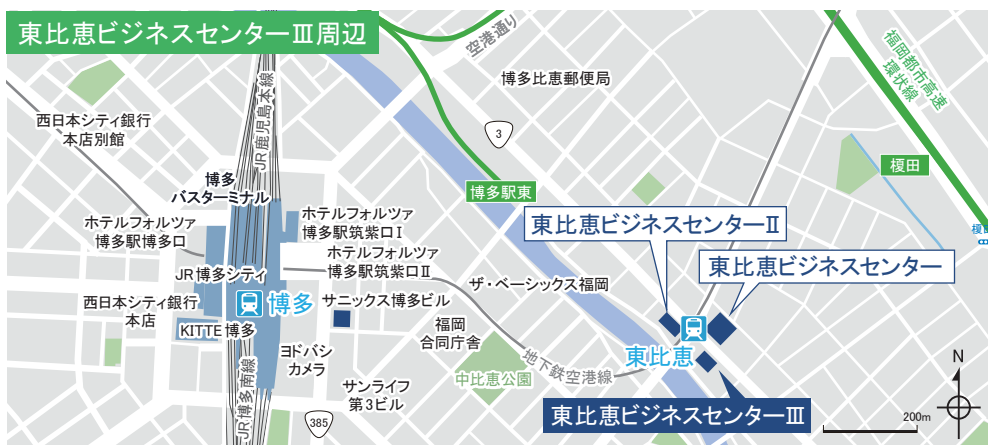 東比恵ビジネスセンターⅢ周辺
空港通り
博多比恵郵便局
福岡都市高速
環状線
3
西日本シティ銀行
本店別館
JR鹿児島本線
榎田
博多
バスターミナル
博多駅東
東比恵ビジネスセンターⅡ
ホテルフォルツァ
博多駅博多口
ホテルフォルツァ
博多駅筑紫口Ⅰ
ホテルフォルツァ
博多駅筑紫口Ⅱ
東比恵ビジネスセンター
榎田
JR博多シティ
ザ・ベーシックス福岡
西日本シティ銀行
本店
博多
サニックス博多ビル
KITTE博多
福岡
合同庁舎
東比恵
ヨドバシ
カメラ
地下鉄空港線
中比恵公園
JR博多南線
サンライフ
第3ビル
385
東比恵ビジネスセンターⅢ
200m
N